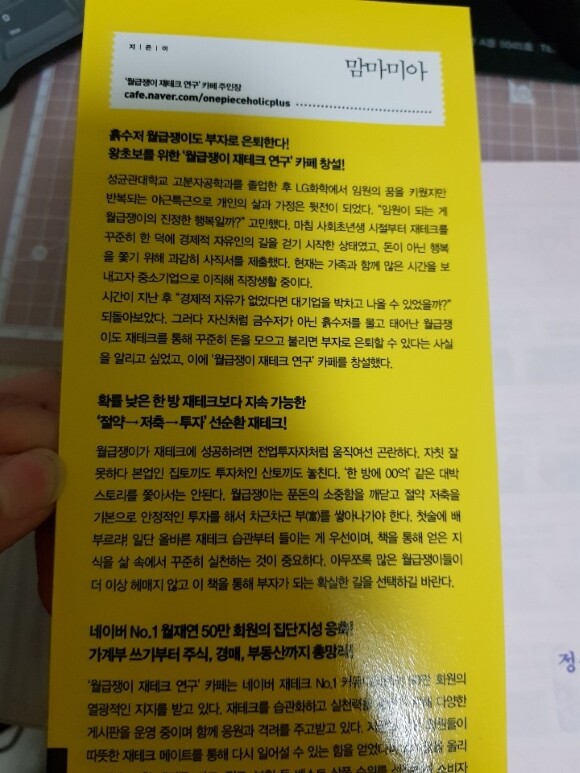 지 | 은 | 이
맘마미아
'월급쟁이 재테크 연구' 카페 주인장
cafe.naver.com/onepieceholicplus
흙수저 월급쟁이도 부자로 은퇴한다!
왕초보를 위한 '월급쟁이 재테크 연구' 카페 창설!
성균관대학교 고분자공학과를 졸업한 후 LG화학에서 임원의 꿈을 키웠지만
반복되는 야근특근으로 개인의 삶과 가정은 뒷전이 되었다. "임원이 되는 게
월급쟁이의 진정한 행복일까?" 고민했다. 마침 사회초년생 시절부터 재테크를
꾸준히 한 덕에 경제적 자유인의 길을 걷기 시작한 상태였고, 돈이 아닌 행복
을 쫓기 위해 과감히 사직서를 제출했다. 현재는 가족과 함께 많은 시간을 보
내고자 중소기업으로 이직해 직장생활 중이다.
시간이 지난 후 "경제적 자유가 없었다면 대기업을 박차고 나올 수 있었을까?"
되돌아보았다. 그러다 자신처럼 금수저가 아닌 흙수저를 물고 태어난 월급쟁
이도 재테크를 통해 꾸준히 돈을 모으고 불리면 부자로 은퇴할 수 있다는 사실
을 알리고 싶었고, 이에 '월급쟁이 재테크 연구' 카페를 창설했다.
확률 낮은 한 방 재테크보다 지속 가능한
'절약→저축→투자' 선순환 재테크!
월급쟁이가 재테크에 성공하려면 전업투자자처럼 움직여선 곤란하다. 자칫 잘
못하다 본업인 집토끼도 투자처인 산토끼도 놓친다. '한 방에 00억' 같은 대박
스토리를 쫓아서는 안된다. 월급쟁이는 푼돈의 소중함을 깨닫고 절약 저축을
기본으로 안정적인 투자를 해서 차근차근 부(富)를 쌓아나가야 한다. 첫술에 배
부르랴! 일단 올바른 재테크 습관부터 들이는 게 우선이며, 책을 통해 얻은 지
식을 삶 속에서 꾸준히 실천하는 것이 중요하다. 아무쪼록 많은 월급쟁이들이
더 이상 헤매지 않고 이 책을 통해 부자가 되는 확실한 길을 선택하길 바란다.
네이버 No.1 월재연 50만 회원의 집단지성 응축!
가계부 쓰기부터 주식, 경매, 부동산까지 총망라!
'월급쟁이 재테크 연구' 카페는 네이버 재테크 No.1 회원의
열광적인 지지를 받고 있다. 재테크를 습관화하고 실천력을 다양한
게시판을 운영 중이며 함께 응원과 격려를 주고받고 있다.
따뜻한 재테크 메이트를 통해 다시 일어설 수 있는 힘을 얻었다 올리